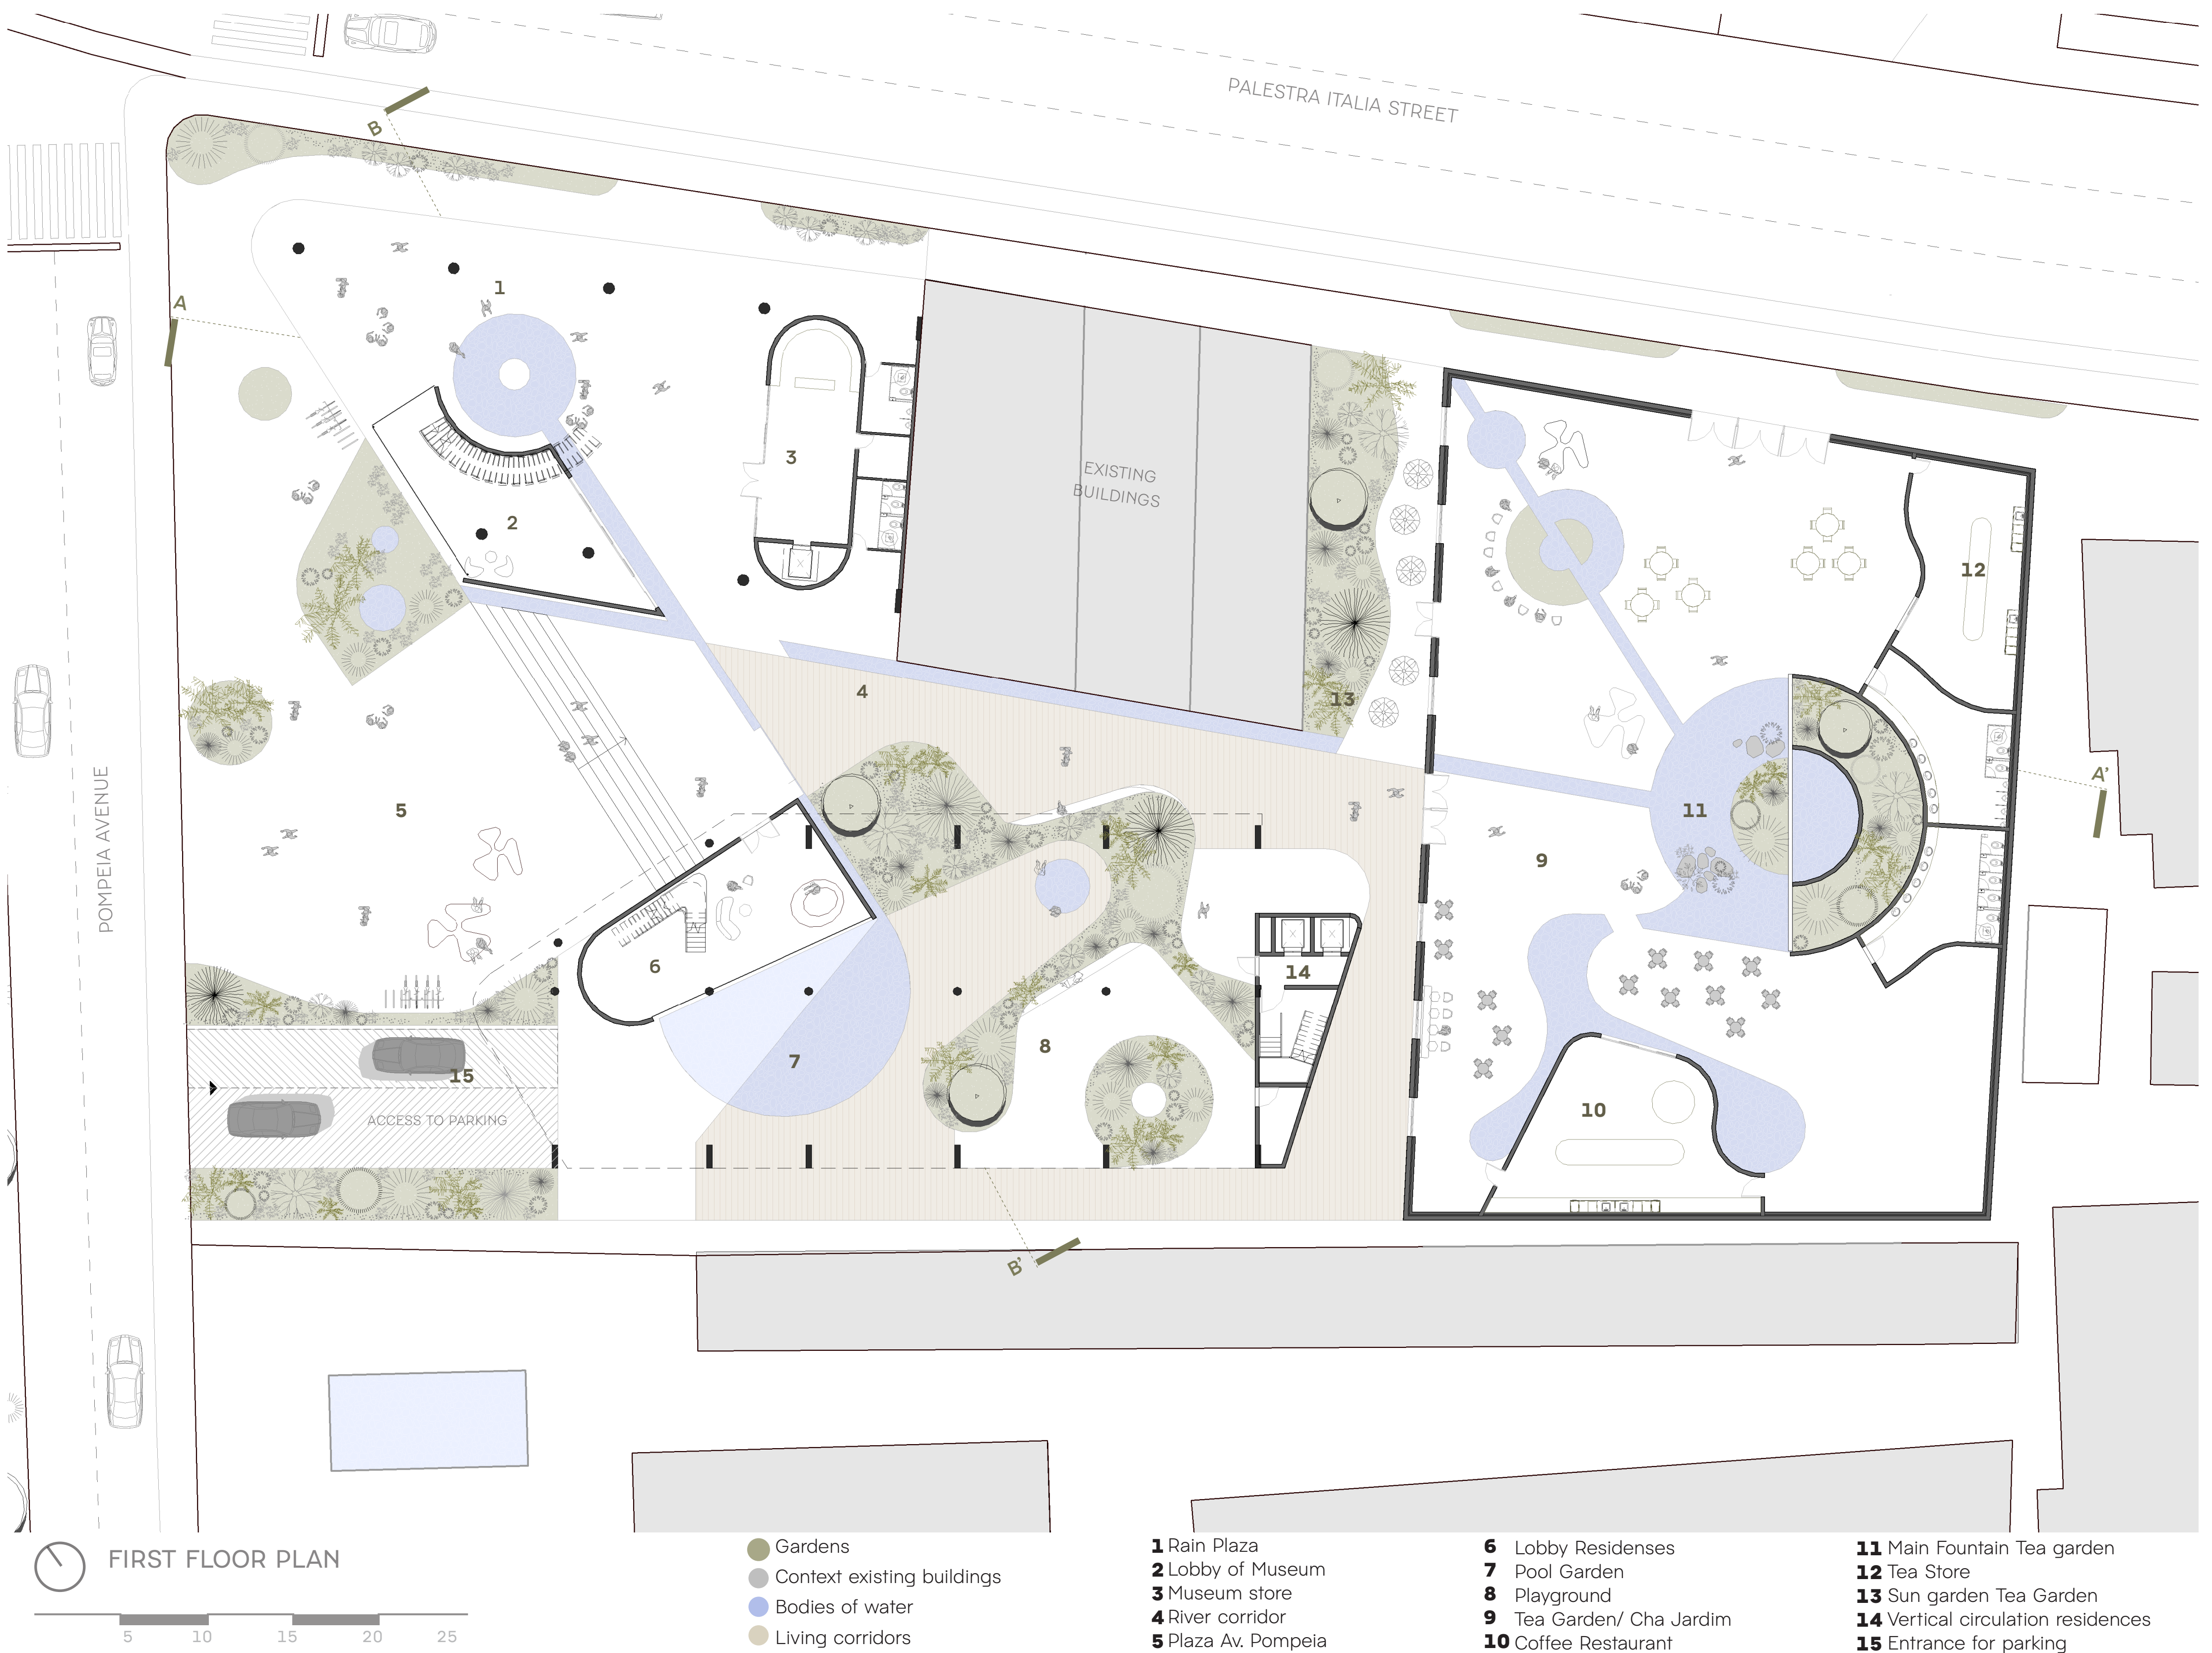 PALESTRA ITALIA STREET
B
A
1
EXISTING
BUILDINGS
3
2
12
4
13
A'
POMPEIA AVENUE
5
11
9
6
14
8
7
15
10
ACCESS TO PARKING
B'
FIRST FLOOR PLAN
5 10 15 20 25
Gardens
Context existing buildings
Bodies of water
Living corridors
1 Rain Plaza
2 Lobby of Museum
3 Museum store
4 River corridor
5 Plaza Av. Pompeia
6 Lobby Residenses
7 Pool Garden
8 Playground
9 Tea Garden/ Cha Jardim
10 Coffee Restaurant
11 Main Fountain Tea garden
12 Tea Store
13 Sun garden Tea Garden
14 Vertical circulation residences
15 Entrance for parking